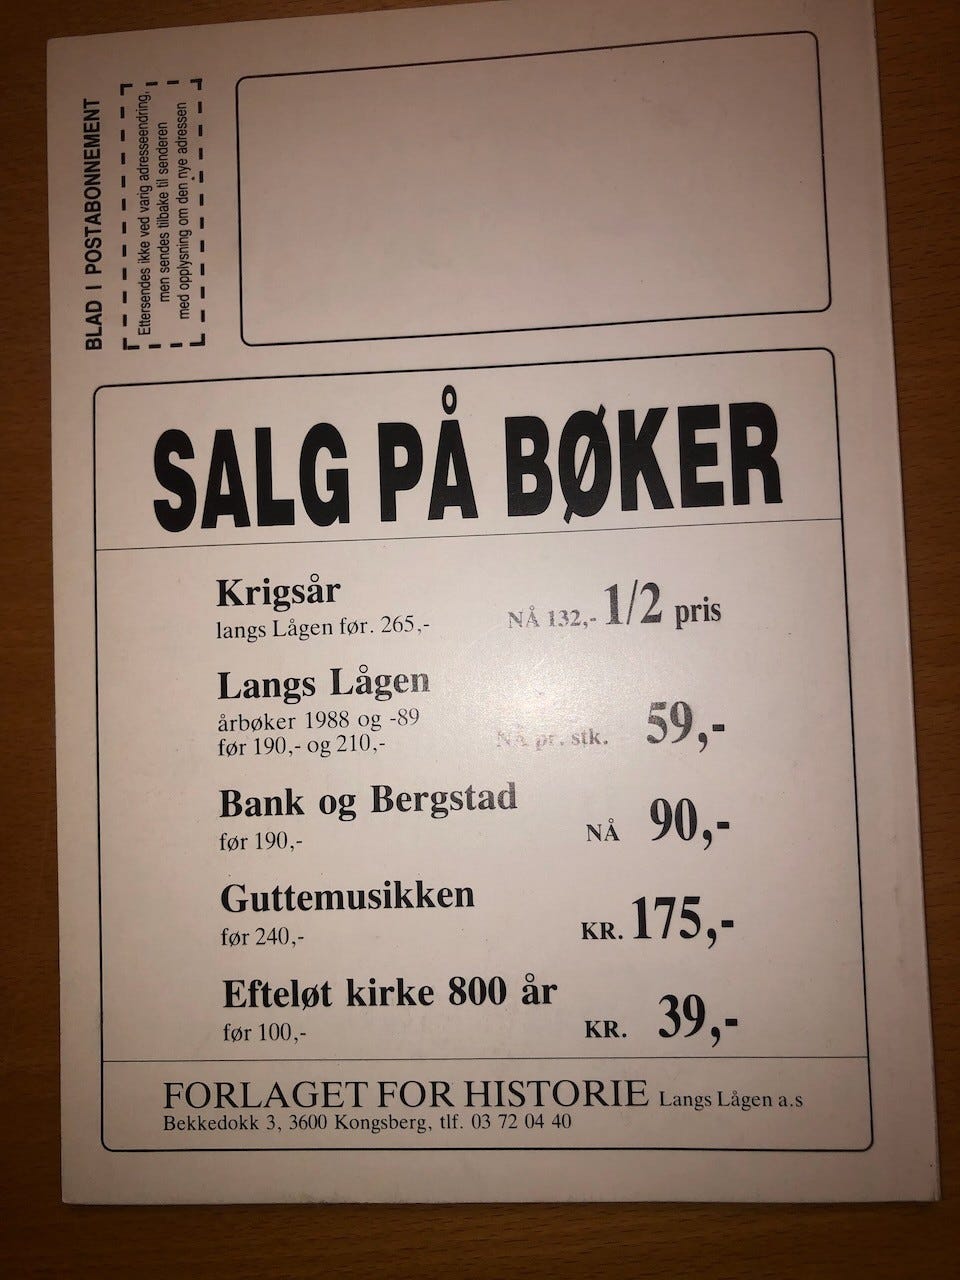 BLAD I POSTABONNEMENT
Ettersendes ikke ved varig adresseendring,
men sendes tilbake til senderen
med opplysning om den nye adressen
SALG PÅ BØKER
Krigsår
langs Lågen før. 265,-
NÅ 132,- 1/2 pris
Langs Lågen
årbøker 1988 og -89
før 190,- og 210,-
NÅ pr. stk. 59,-
Bank og Bergstad
før 190,-
NÅ 90,-
Guttemusikken
før 240,-
KR. 175,-
Efteløt kirke 800 år
før 100,-
KR. 39,-
FORLAGET FOR HISTORIE Langs Lågen a.s
Bekkedokk 3, 3600 Kongsberg, tlf. 03 72 04 40